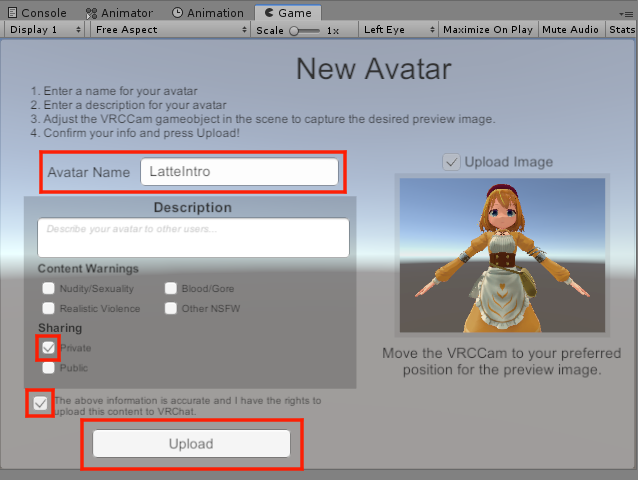 Console Animator Animation Game
Display 1 Free Aspect Scale 1x Left Eye Maximize On Play Mute Audio Stats
New Avatar
1. Enter a name for your avatar
2. Enter a description for your avatar
3. Adjust the VRCCam gameobject in the scene to capture the desired preview image.
4. Confirm your info and press Upload!
Avatar Name LatteIntro
Upload Image
Description
Describe your avatar to other users...
Content Warnings
Nudity/Sexuality Blood/Gore
Realistic Violence Other NSFW
Sharing
Private
Public
Move the VRCCam to your preferred
position for the preview image.
The above information is accurate and I have the rights to
upload this content to VRChat.
Upload